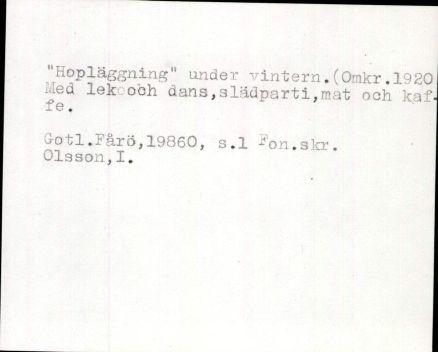 "Hopläggning" under vintern.(Omkr.1920
Med lek och dans,slädparti,mat och kaf-
fe.
Gotl.Fårö,19860, s.1 Fon.skr.
Olsson,I.